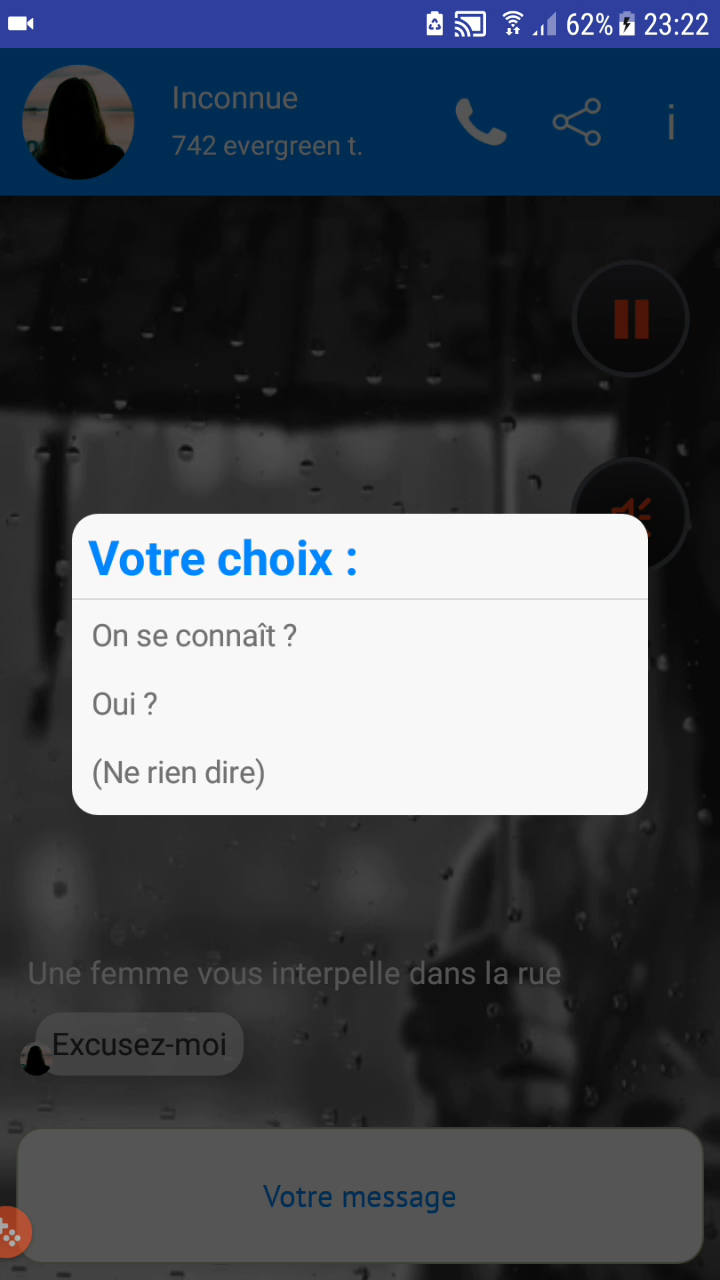 62% 23:22
Inconnue
742 evergreen t.
i
Votre choix :
On se connaît ?
Oui ?
(Ne rien dire)
Une femme vous interpelle dans la rue
Excusez-moi
Votre message